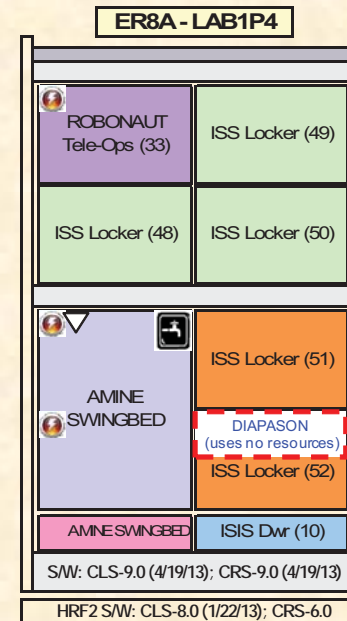 ER8A - LAB1P4
ROBONAUT
Tele-Ops (33)
ISS Locker (49)
ISS Locker (48)
ISS Locker (50)
AMINE
SWINGBED
ISS Locker (51)
DIAPASON
(uses no resources)
ISS Locker (52)
AMINE SWINGBED
ISIS Dwr (10)
S/W: CLS-9.0 (4/19/13); CRS-9.0 (4/19/13)
HRF2 S/W: CLS-8.0 (1/22/13); CRS-6.0